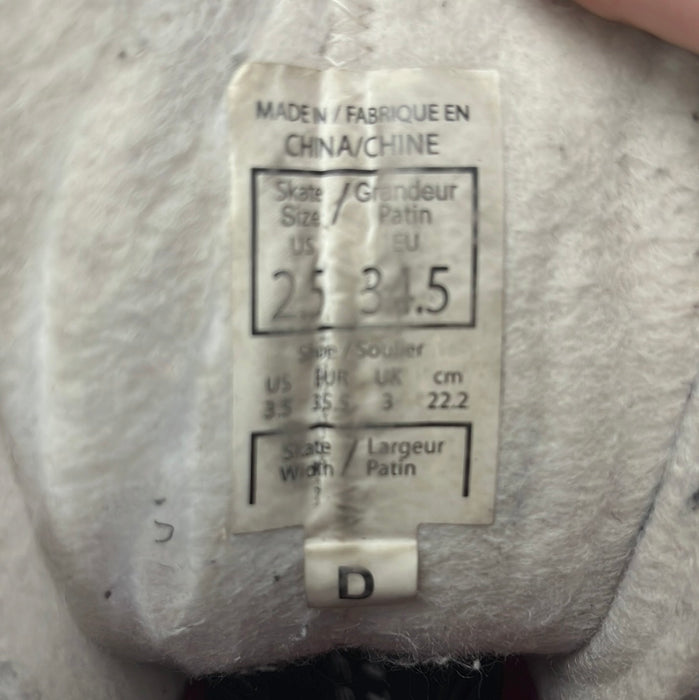 MADE IN / FABRIQUE EN
CHINA/CHINE
Skate / Grandeur
Size / Patin
US EU
2.5 34.5
Shoe / Soulier
US EUR UK cm
3.5 35.5 3 22.2
Skate / Largeur
Width / Patin
D